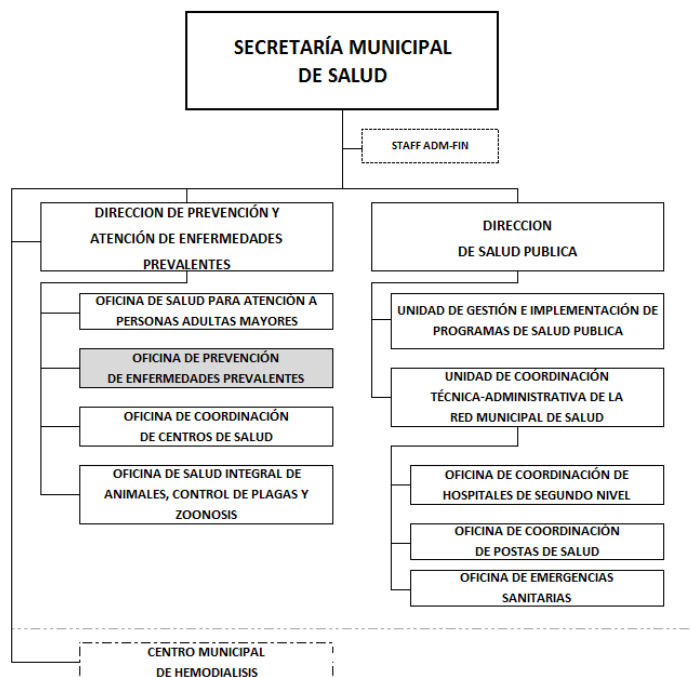 SECRETARÍA MUNICIPAL
DE SALUD
STAFF ADM-FIN
DIRECCION DE PREVENCIÓN Y
ATENCIÓN DE ENFERMEDADES
PREVALENTES
OFICINA DE SALUD PARA ATENCIÓN A
PERSONAS ADULTAS MAYORES
OFICINA DE PREVENCIÓN
DE ENFERMEDADES PREVALENTES
OFICINA DE COORDINACIÓN
DE CENTROS DE SALUD
OFICINA DE SALUD INTEGRAL DE
ANIMALES, CONTROL DE PLAGAS Y
ZOONOSIS
DIRECCION
DE SALUD PUBLICA
UNIDAD DE GESTIÓN E IMPLEMENTACIÓN DE
PROGRAMAS DE SALUD PUBLICA
UNIDAD DE COORDINACIÓN
TÉCNICA-ADMINISTRATIVA DE LA
RED MUNICIPAL DE SALUD
OFICINA DE COORDINACIÓN DE
HOSPITALES DE SEGUNDO NIVEL
OFICINA DE COORDINACIÓN
DE POSTAS DE SALUD
OFICINA DE EMERGENCIAS
SANITARIAS
CENTRO MUNICIPAL
DE HEMODIALISIS